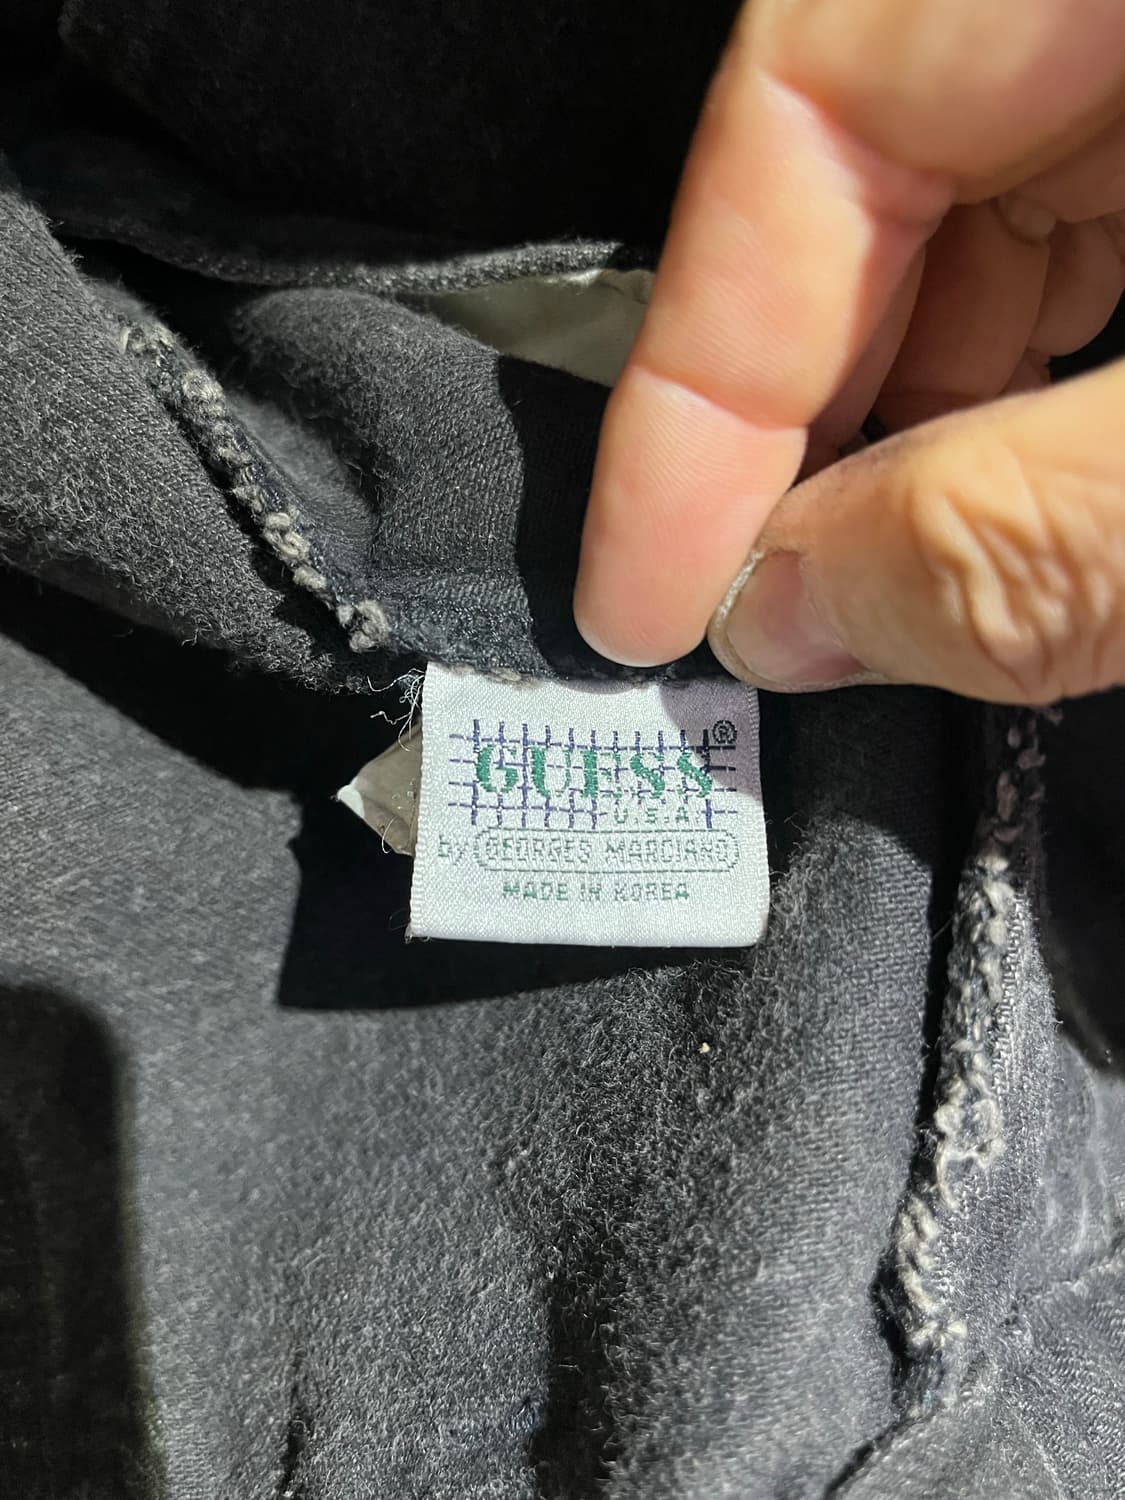 GUESS®
U.S.A.
by GEORGES MARCIANO
MADE IN KOREA